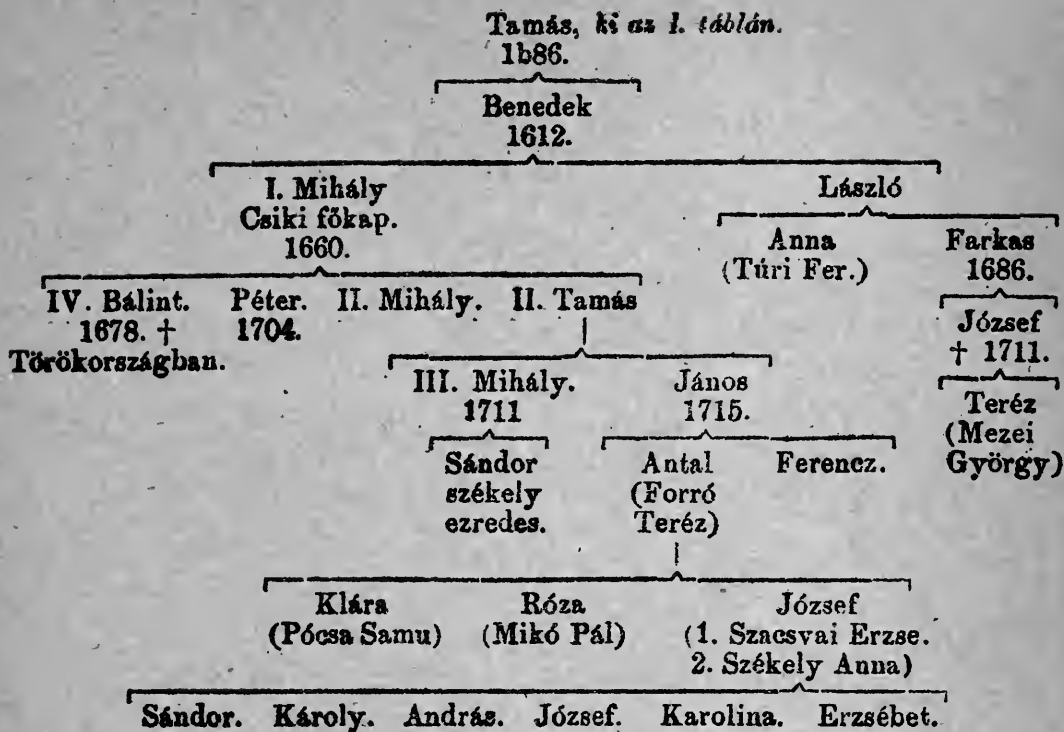 Tamás, ki az I. táblán.
1b86.
Benedek
1612.
I. Mihály
Csiki főkap.
1660.
László
Anna
(Túri Fer.)
Farkas
1686.
IV. Bálint.
1678. †
Törökországban.
Péter.
1704.
II. Mihály.
II. Tamás
József
† 1711.
III. Mihály.
1711
János
1715.
Teréz
(Mezei
György)
Sándor
székely
ezredes.
Antal
(Forró
Teréz)
Ferencz.
Klára
(Pócsa Samu)
Róza
(Mikó Pál)
József
(1. Szacsvai Erzse.
2. Székely Anna)
Sándor. Károly. András. József. Karolina. Erzsébet.